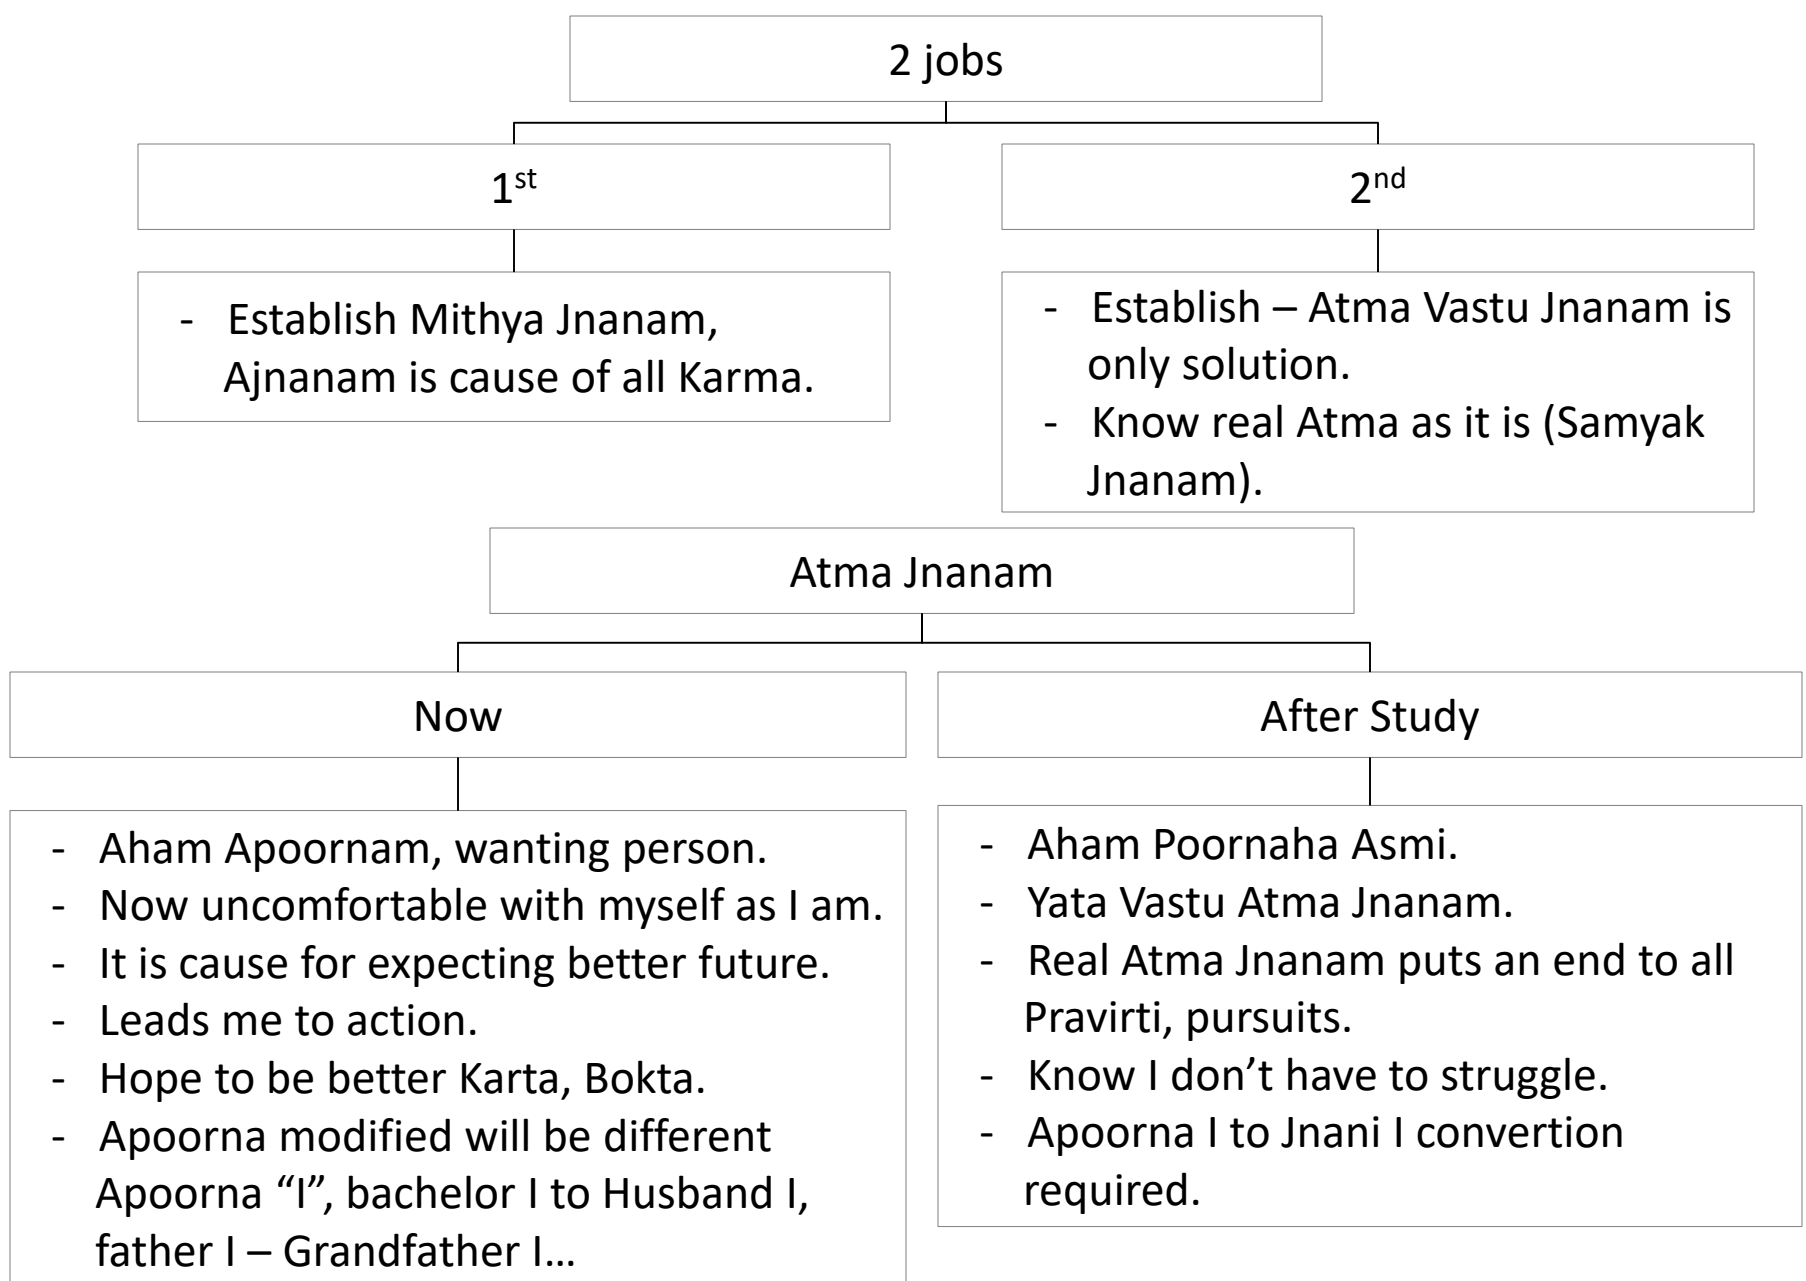 2 jobs
1st
2nd
- Establish Mithya Jnanam,
Ajnanam is cause of all Karma.
- Establish – Atma Vastu Jnanam is
only solution.
- Know real Atma as it is (Samyak
Jnanam).
Atma Jnanam
Now
After Study
- Aham Apoornam, wanting person.
- Now uncomfortable with myself as I am.
- It is cause for expecting better future.
- Leads me to action.
- Hope to be better Karta, Bokta.
- Apoorna modified will be different
Apoorna “I”, bachelor I to Husband I,
father I – Grandfather I…
- Aham Poornaha Asmi.
- Yata Vastu Atma Jnanam.
- Real Atma Jnanam puts an end to all
Pravirti, pursuits.
- Know I don’t have to struggle.
- Apoorna I to Jnani I convertion
required.